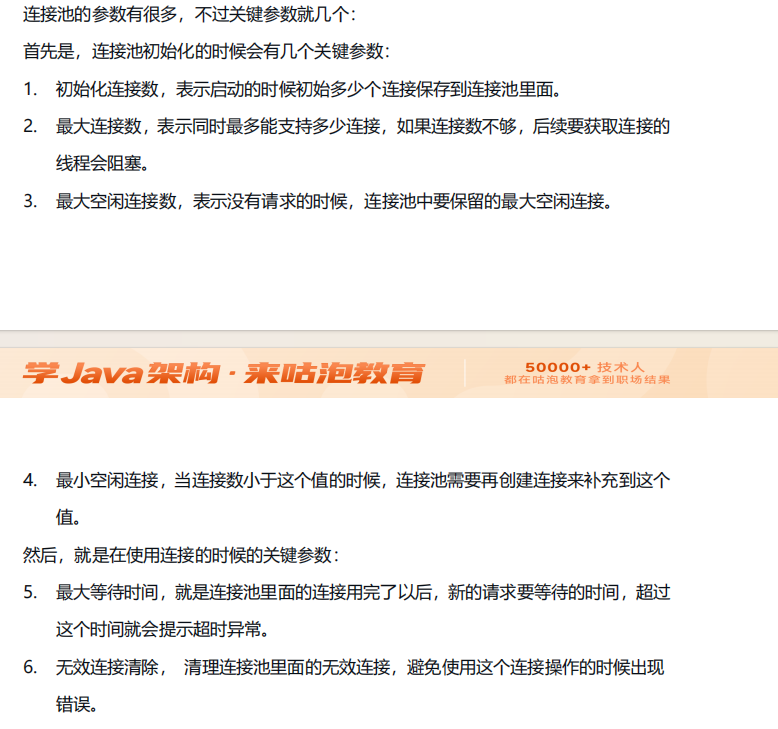 连接池的参数有很多，不过关键参数就几个：
首先是，连接池初始化的时候会有几个关键参数：
1. 初始化连接数，表示启动的时候初始多少个连接保存到连接池里面。
2. 最大连接数，表示同时最多能支持多少连接，如果连接数不够，后续要获取连接的
线程会阻塞。
3. 最大空闲连接数，表示没有请求的时候，连接池中要保留的最大空闲连接。
学Java架构·来咕泡教育
50000+ 技术人
都在咕泡教育拿到职场结果
4. 最小空闲连接，当连接数小于这个值的时候，连接池需要再创建连接来补充到这个
值。
然后，就是在使用连接的时候的关键参数：
5. 最大等待时间，就是连接池里面的连接用完了以后，新的请求要等待的时间，超过
这个时间就会提示超时异常。
6. 无效连接清除， 清理连接池里面的无效连接，避免使用这个连接操作的时候出现
错误。